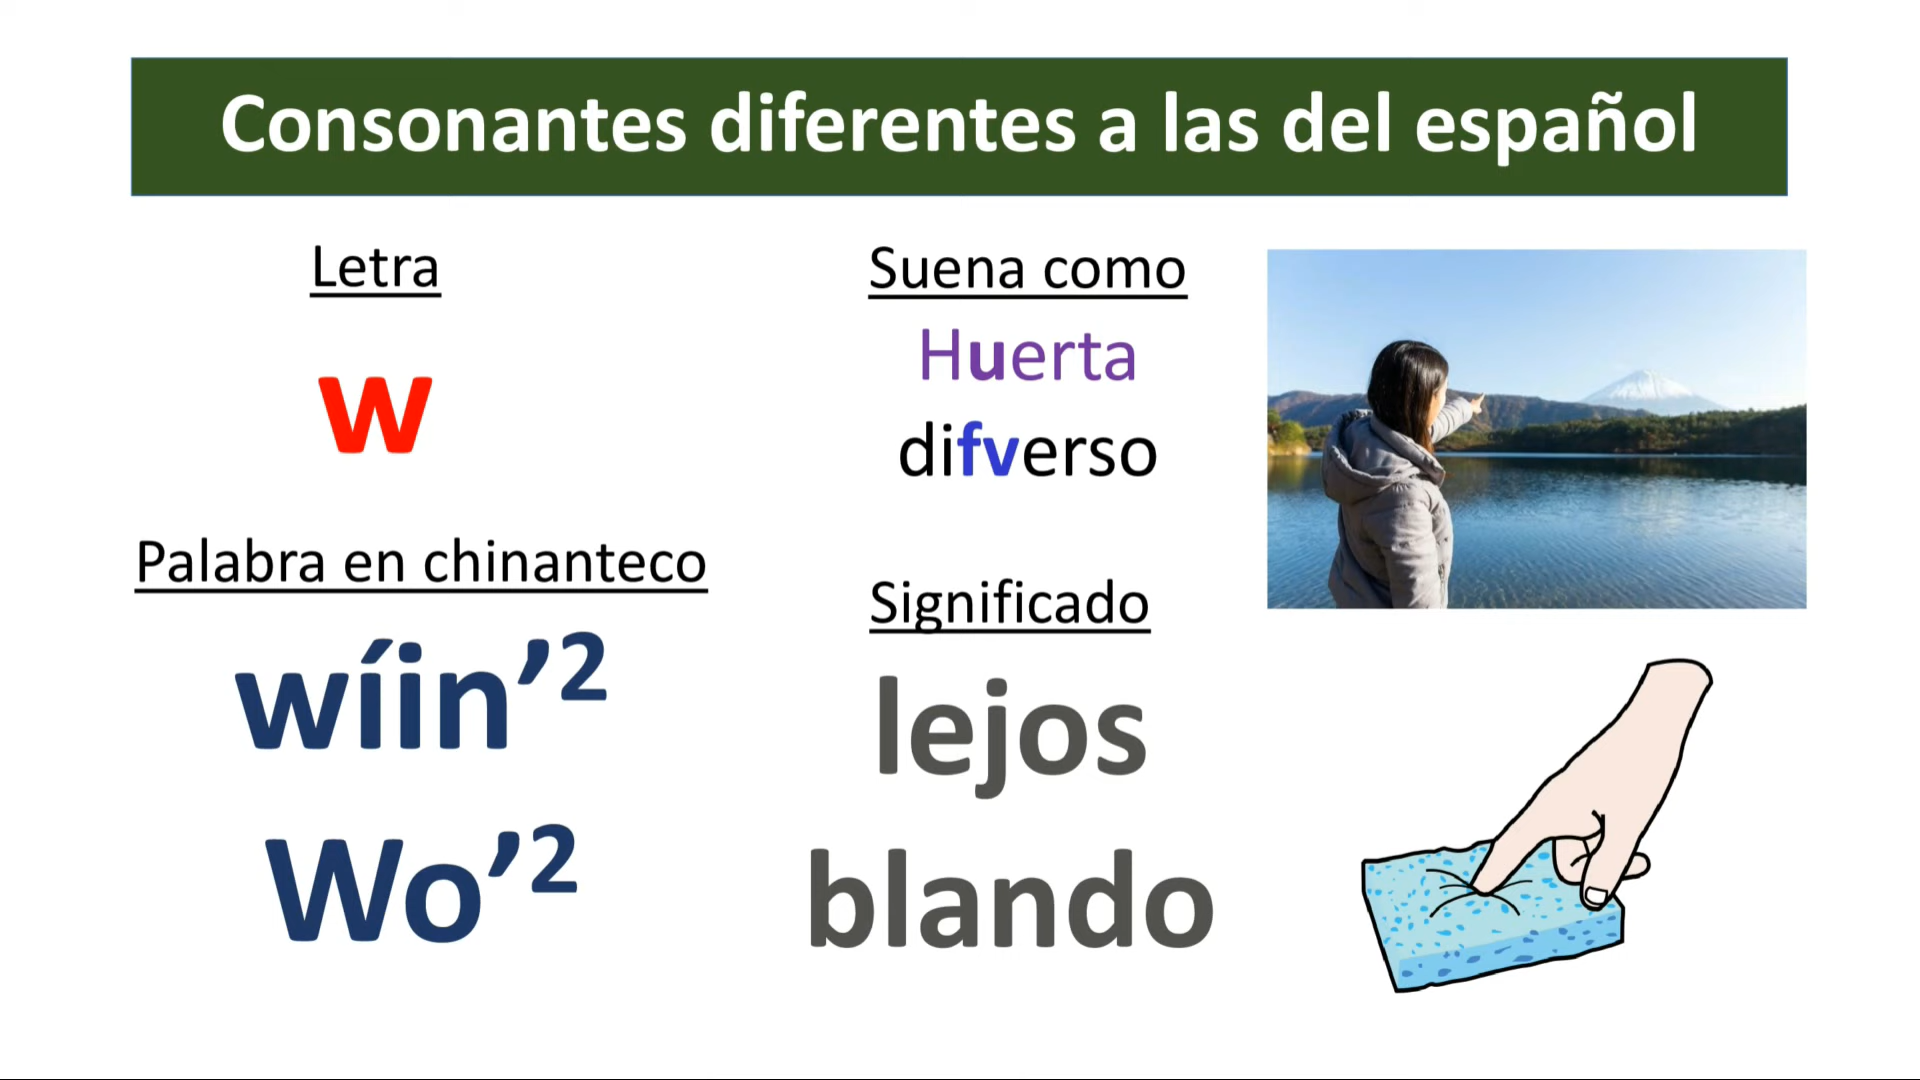 Consonantes diferentes a las del español
Letra
w
Suena como
Huerta
difverso
Palabra en chinanteco
wíin’²
Wo’²
Significado
lejos
blando